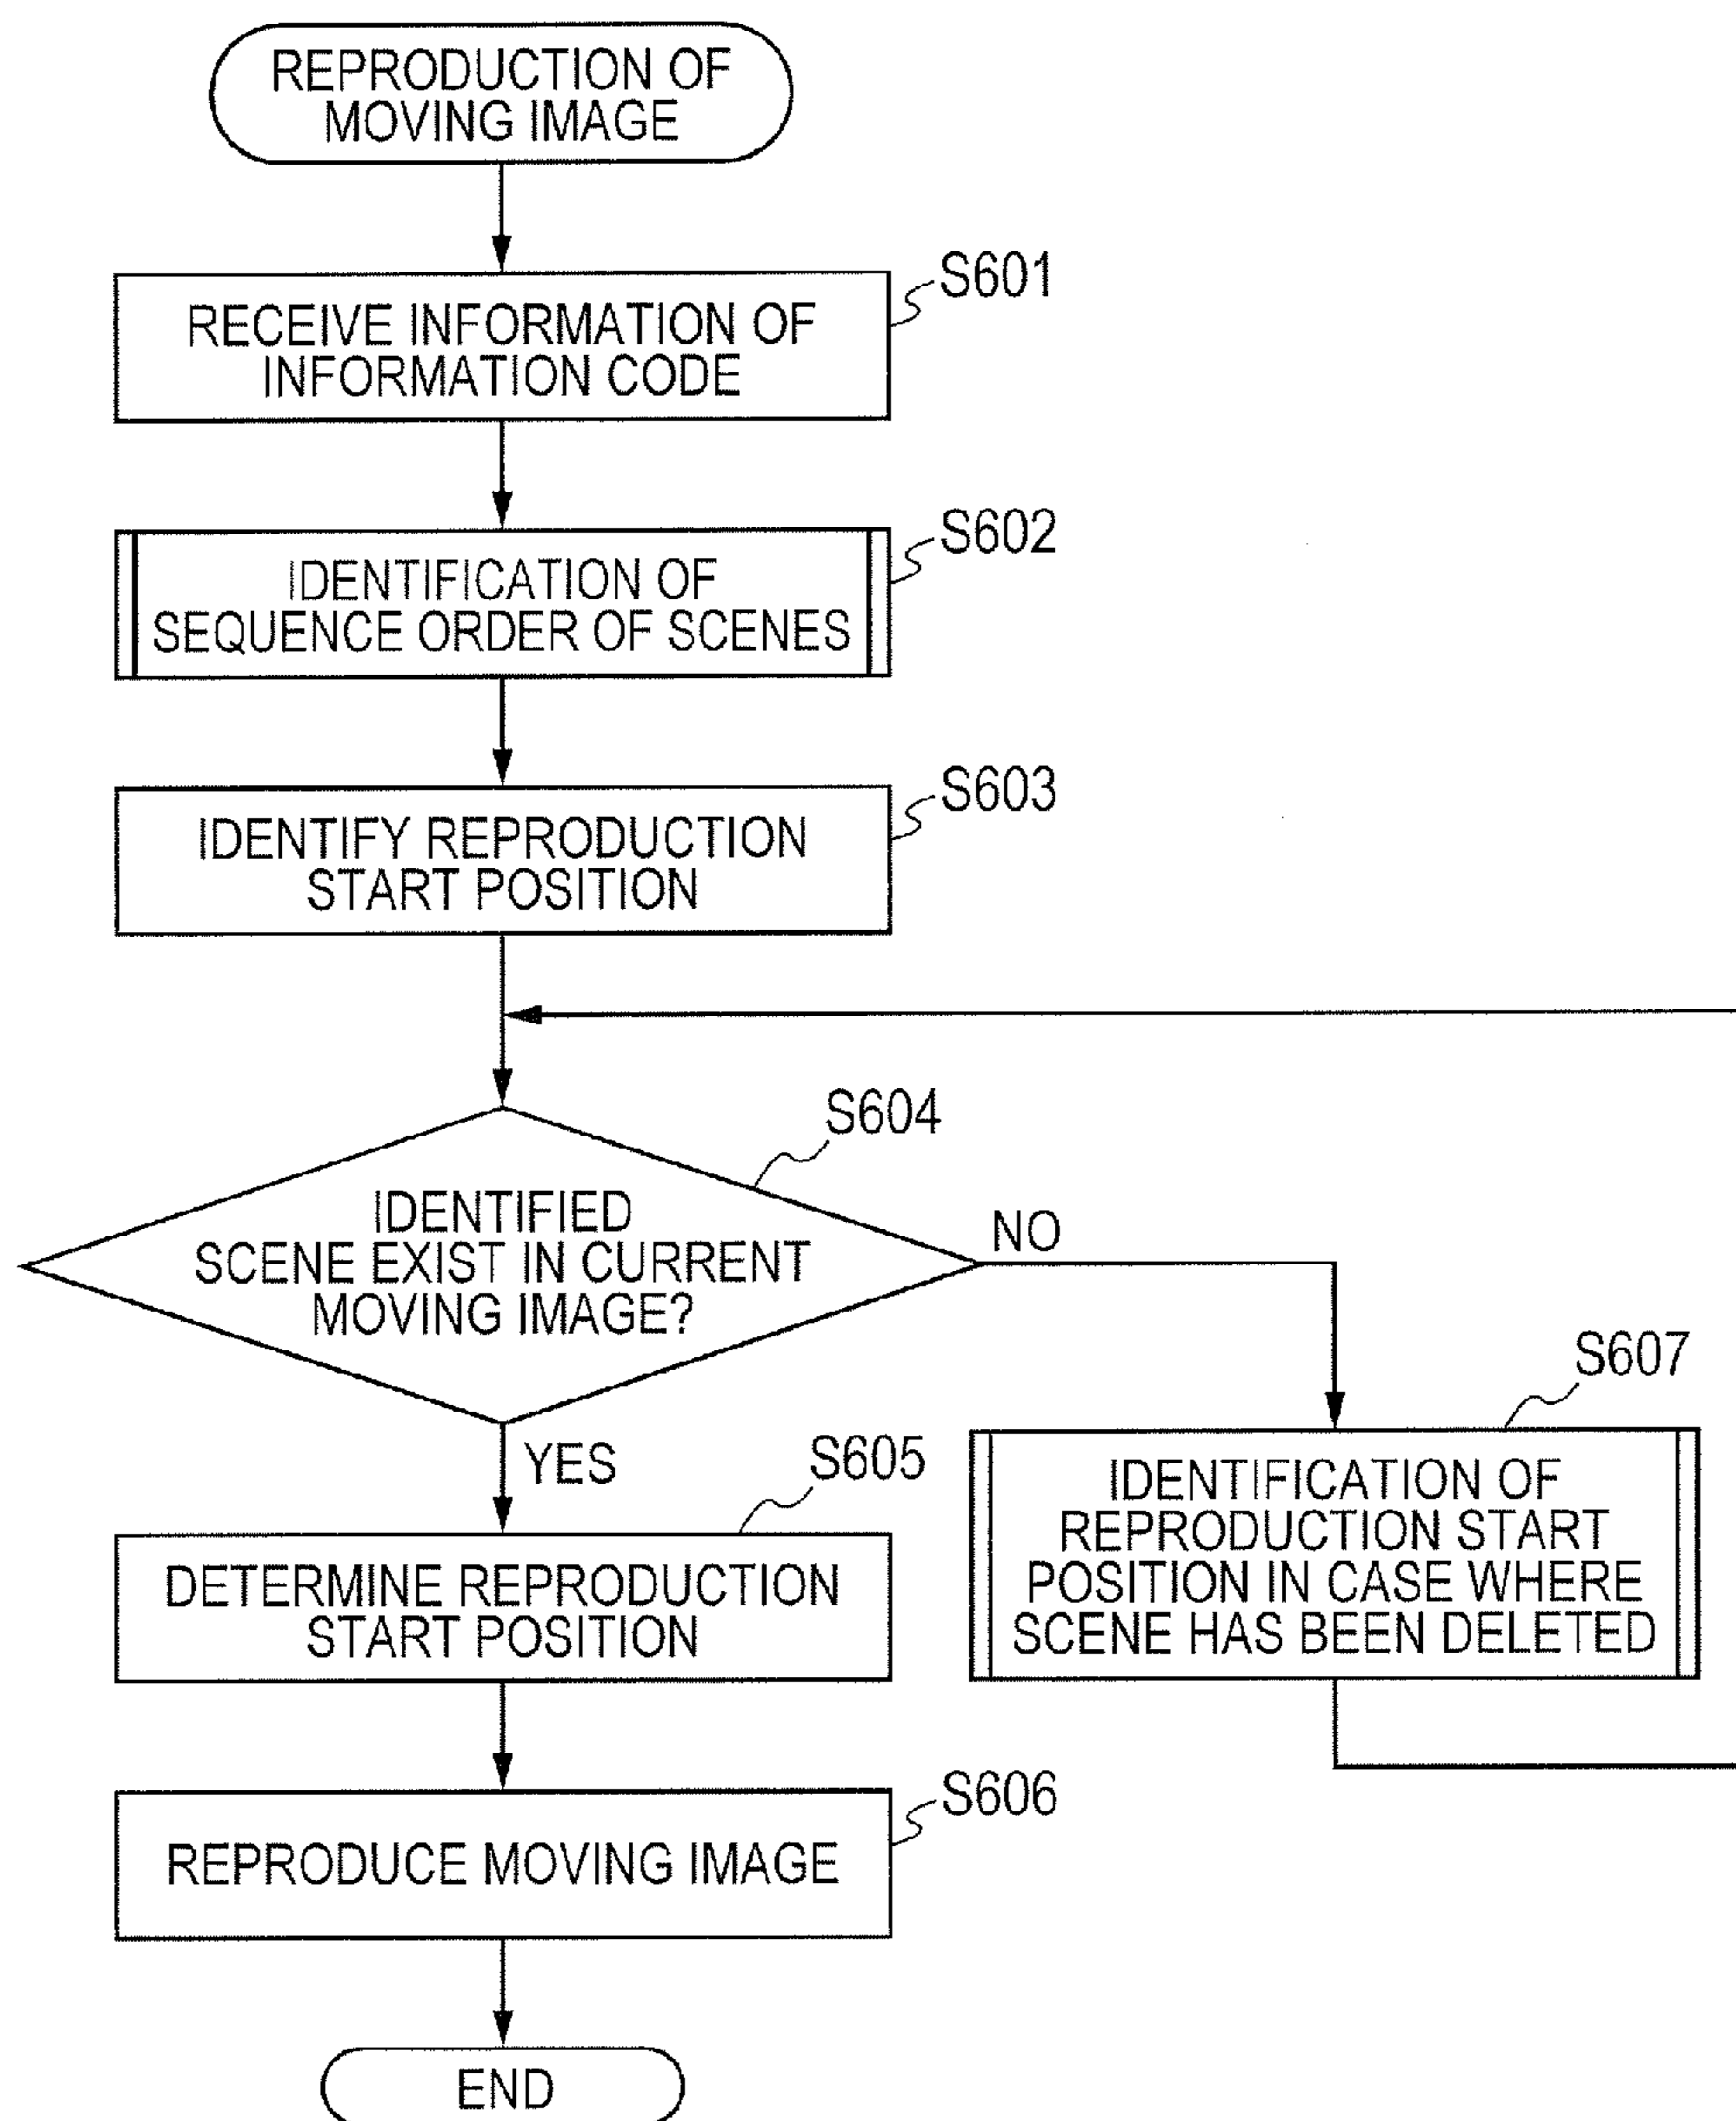 REPRODUCTION OF
MOVING IMAGE
S601
RECEIVE INFORMATION OF
INFORMATION CODE
S602
IDENTIFICATION OF
SEQUENCE ORDER OF SCENES
S603
IDENTIFY REPRODUCTION
START POSITION
S604
IDENTIFIED
SCENE EXIST IN CURRENT
MOVING IMAGE?
NO
YES
S605
DETERMINE REPRODUCTION
START POSITION
S607
IDENTIFICATION OF
REPRODUCTION START
POSITION IN CASE WHERE
SCENE HAS BEEN DELETED
S606
REPRODUCE MOVING IMAGE
END